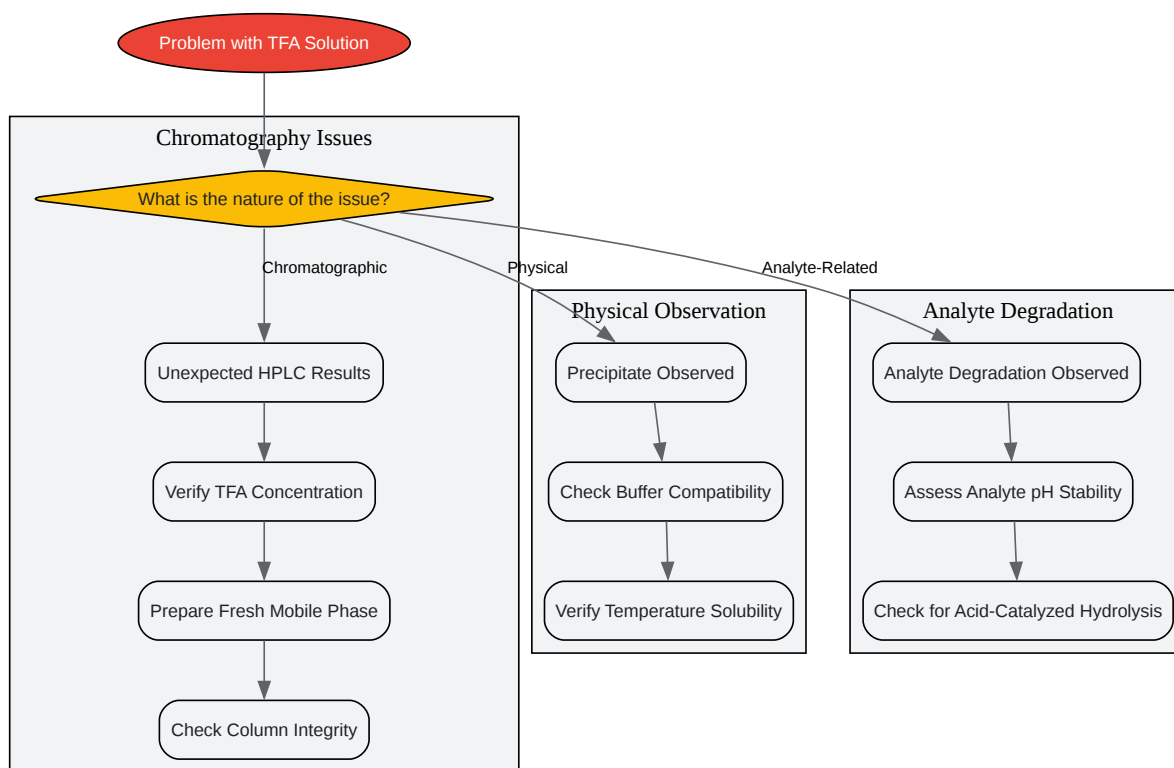 Problem with TFA Solution
Chromatography Issues
What is the nature of the issue?
Chromatographic
Physical
Analyte-Related
Physical Observation
Analyte Degradation
Unexpected HPLC Results
Precipitate Observed
Analyte Degradation Observed
Verify TFA Concentration
Check Buffer Compatibility
Assess Analyte pH Stability
Prepare Fresh Mobile Phase
Verify Temperature Solubility
Check for Acid-Catalyzed Hydrolysis
Check Column Integrity